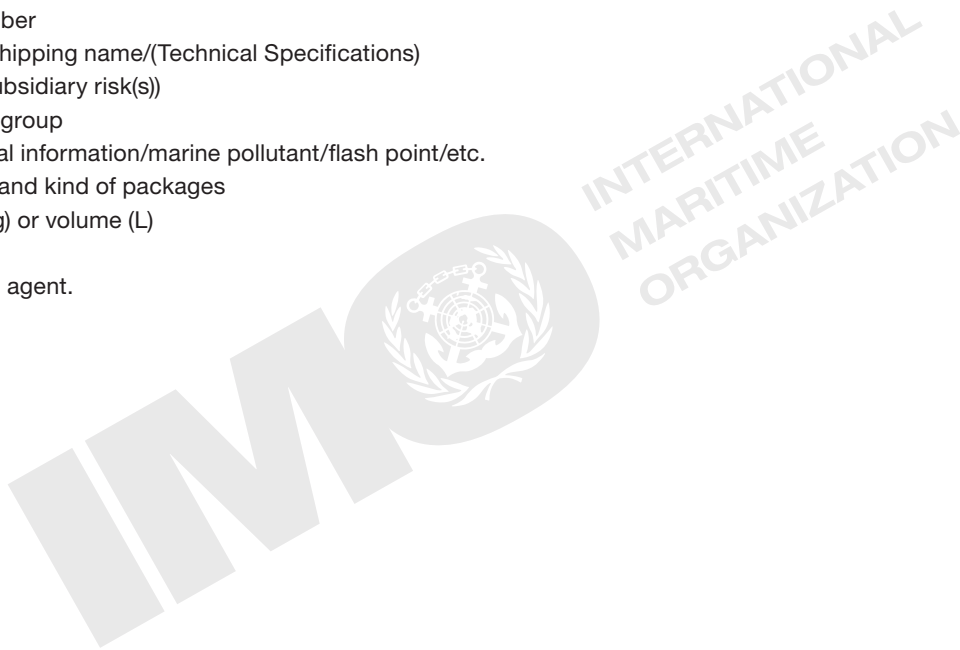 ber
hipping name/(Technical Specifications)
ubsidiary risk(s))
group
al information/marine pollutant/flash point/etc.
and kind of packages
g) or volume (L)
agent.
INTERNATIONAL
MARITIME
ORGANIZATION
IMO